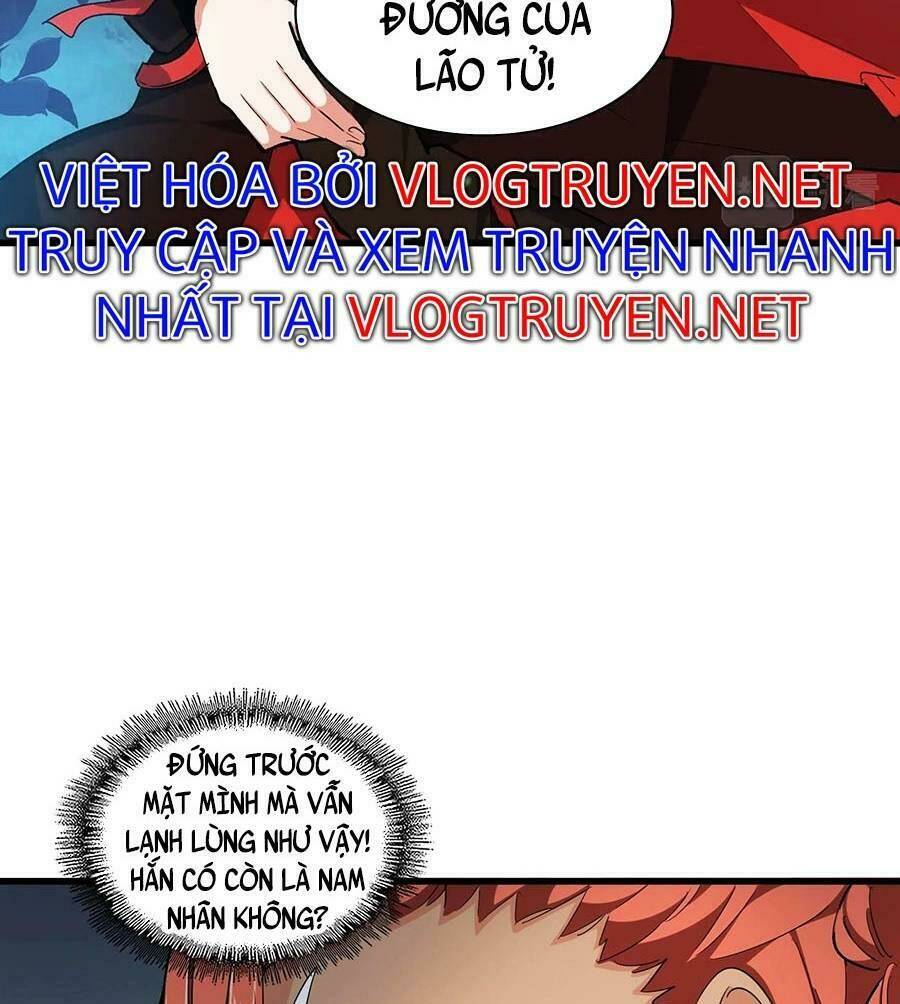 ĐƯỜNG CỦA
LÃO TỬ!
VIỆT HÓA BỞI VLOGTRUYEN.NET
TRUY CẬP VÀ XEM TRUYỆN NHANH
NHẤT TẠI VLOGTRUYEN.NET
ĐỨNG TRƯỚC
MẶT MÌNH MÀ VẪN
LẠNH LÙNG NHƯ VẬY!
HẮN CÓ CÒN LÀ NAM
NHÂN KHÔNG?